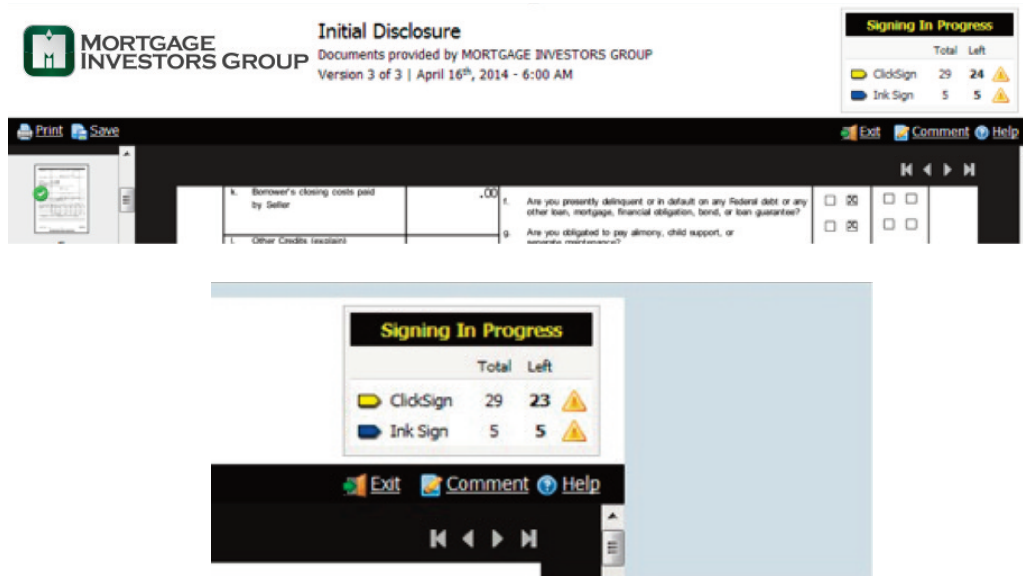 MORTGAGE
INVESTORS GROUP
Initial Disclosure
Documents provided by MORTGAGE INVESTORS GROUP
Version 3 of 3 | April 16th, 2014 - 6:00 AM
Signing In Progress
Total Left
ClickSign 29 24
Ink Sign 5 5
Print Save
Exit Comment Help
k. Borrower's closing costs paid
by Seller
.00
f. Are you presently delinquent or in default on any Federal debt or any
other loan, mortgage, financial obligation, bond, or loan guarantee?
g. Are you obligated to pay alimony, child support, or
separate maintenance?
l. Other Credits (explain)
Signing In Progress
Total Left
ClickSign 29 23
Ink Sign 5 5
Exit Comment Help